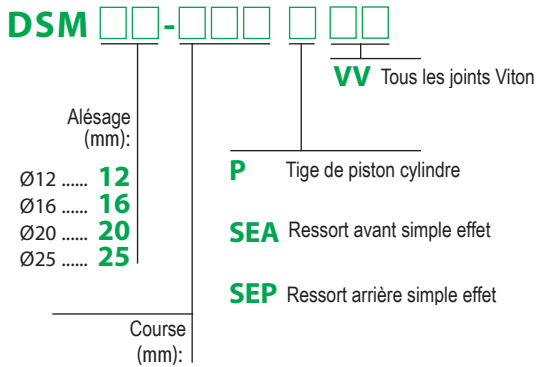 DSM □□-□□□ □ □□
VV Tous les joints Viton
Alésage
(mm):
Ø12 ...... 12
Ø16 ...... 16
Ø20 ...... 20
Ø25 ...... 25
P Tige de piston cylindre
SEA Ressort avant simple effet
SEP Ressort arrière simple effet
Course
(mm):